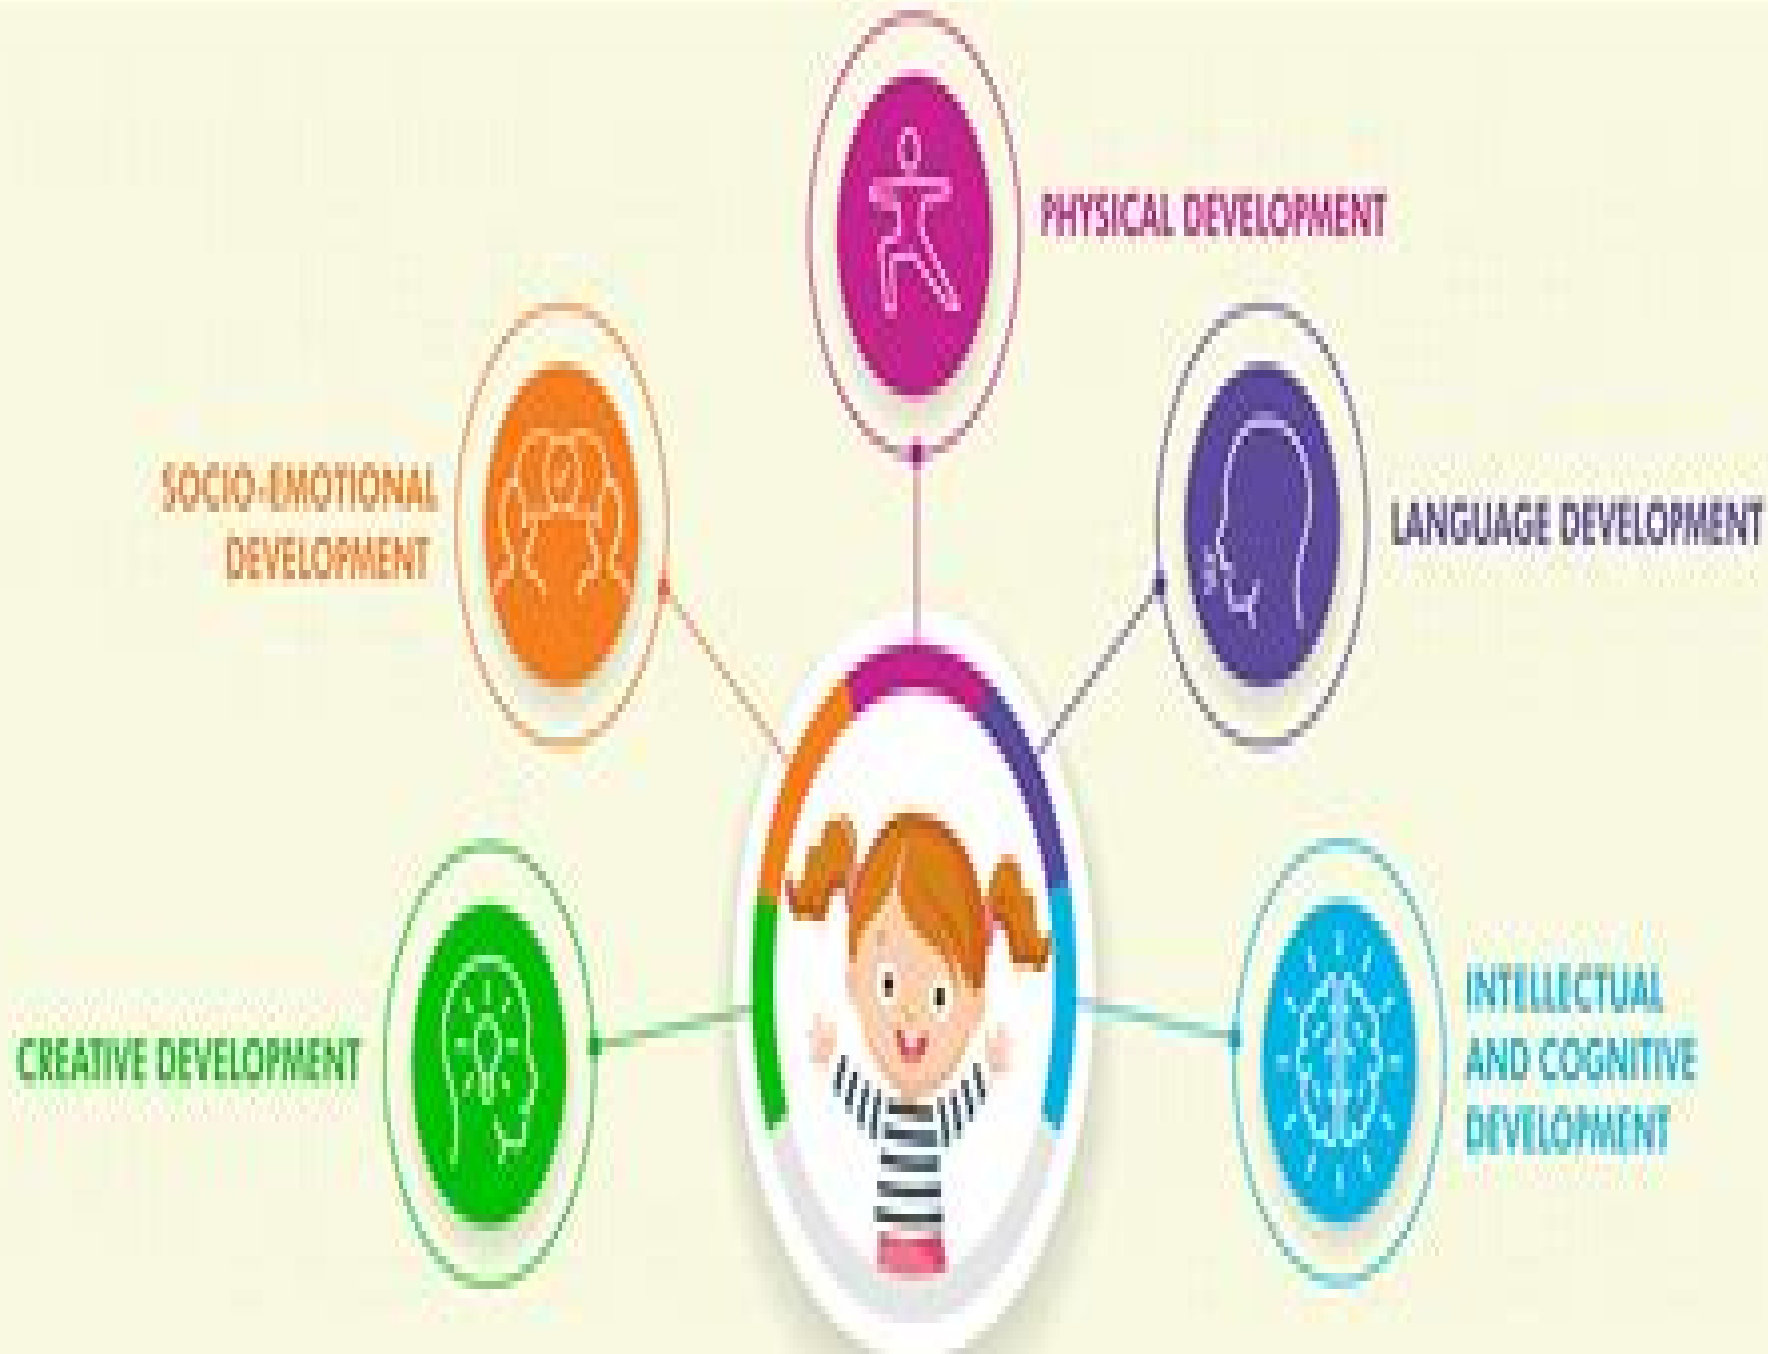 PHYSICAL DEVELOPMENT
SOCIO-EMOTIONAL
DEVELOPMENT
LANGUAGE DEVELOPMENT
CREATIVE DEVELOPMENT
INTELLECTUAL
AND COGNITIVE
DEVELOPMENT